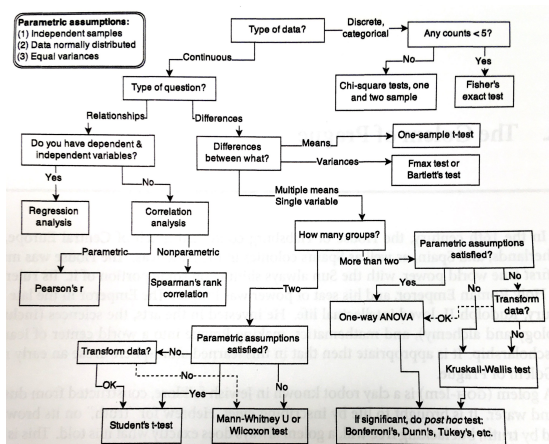 Parametric assumptions:
(1) Independent samples
(2) Data normally distributed
(3) Equal variances
Type of data?
Discrete,
categorical
Any counts < 5?
Continuous
No
Yes
Type of question?
Chi-square tests, one
and two sample
Fisher's
exact test
Relationships
Differences
Do you have dependent &
independent variables?
Differences
between what?
Means
One-sample t-test
Variances
Fmax test or
Bartlett's test
Yes
No
Multiple means
Single variable
Regression
analysis
Correlation
analysis
How many groups?
Parametric assumptions
satisfied?
More than two
Parametric
Nonparametric
Yes
No
No
Pearson's r
Spearman's rank
correlation
Two
Transform
data?
One-way ANOVA
OK
Parametric assumptions
satisfied?
Transform data?
No
Kruskal-Wallis test
OK
No
Yes
No
Student's t-test
Mann-Whitney U or
Wilcoxon test
If significant, do post hoc test:
Bonferroni's, Dunn's, Tukey's, etc.